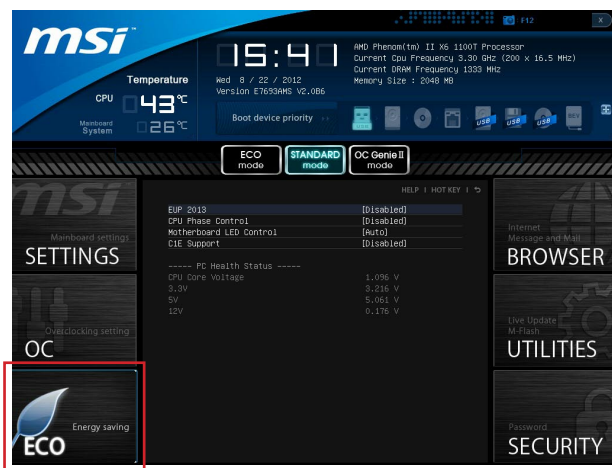 msi
F12
X
15:41
Temperature
CPU 43°C
Mainboard
System 26°C
Wed 8 / 22 / 2012
Version E7693AMS V2.0B6
AMD Phenom(tm) II X6 1100T Processor
Current Cpu Frequency 3.30 GHz (200 x 16.5 MHz)
Current DRAM Frequency 1333 MHz
Memory Size : 2048 MB
Boot device priority
USB USB USB BEV
ECO
mode
STANDARD
mode
OC Genie II
mode
HELP | HOT KEY |
msi
Mainboard settings
SETTINGS
Overclocking setting
OC
Energy saving
ECO
EUP 2013 [Disabled]
CPU Phase Control [Disabled]
Motherboard LED Control [Auto]
C1E Support [Disabled]
----- PC Health Status -----
CPU Core Voltage 1.096 V
3.3V 3.216 V
5V 5.061 V
12V 0.176 V
Internet
Message and Mail
BROWSER
Live Update
M-Flash
UTILITIES
Password
SECURITY